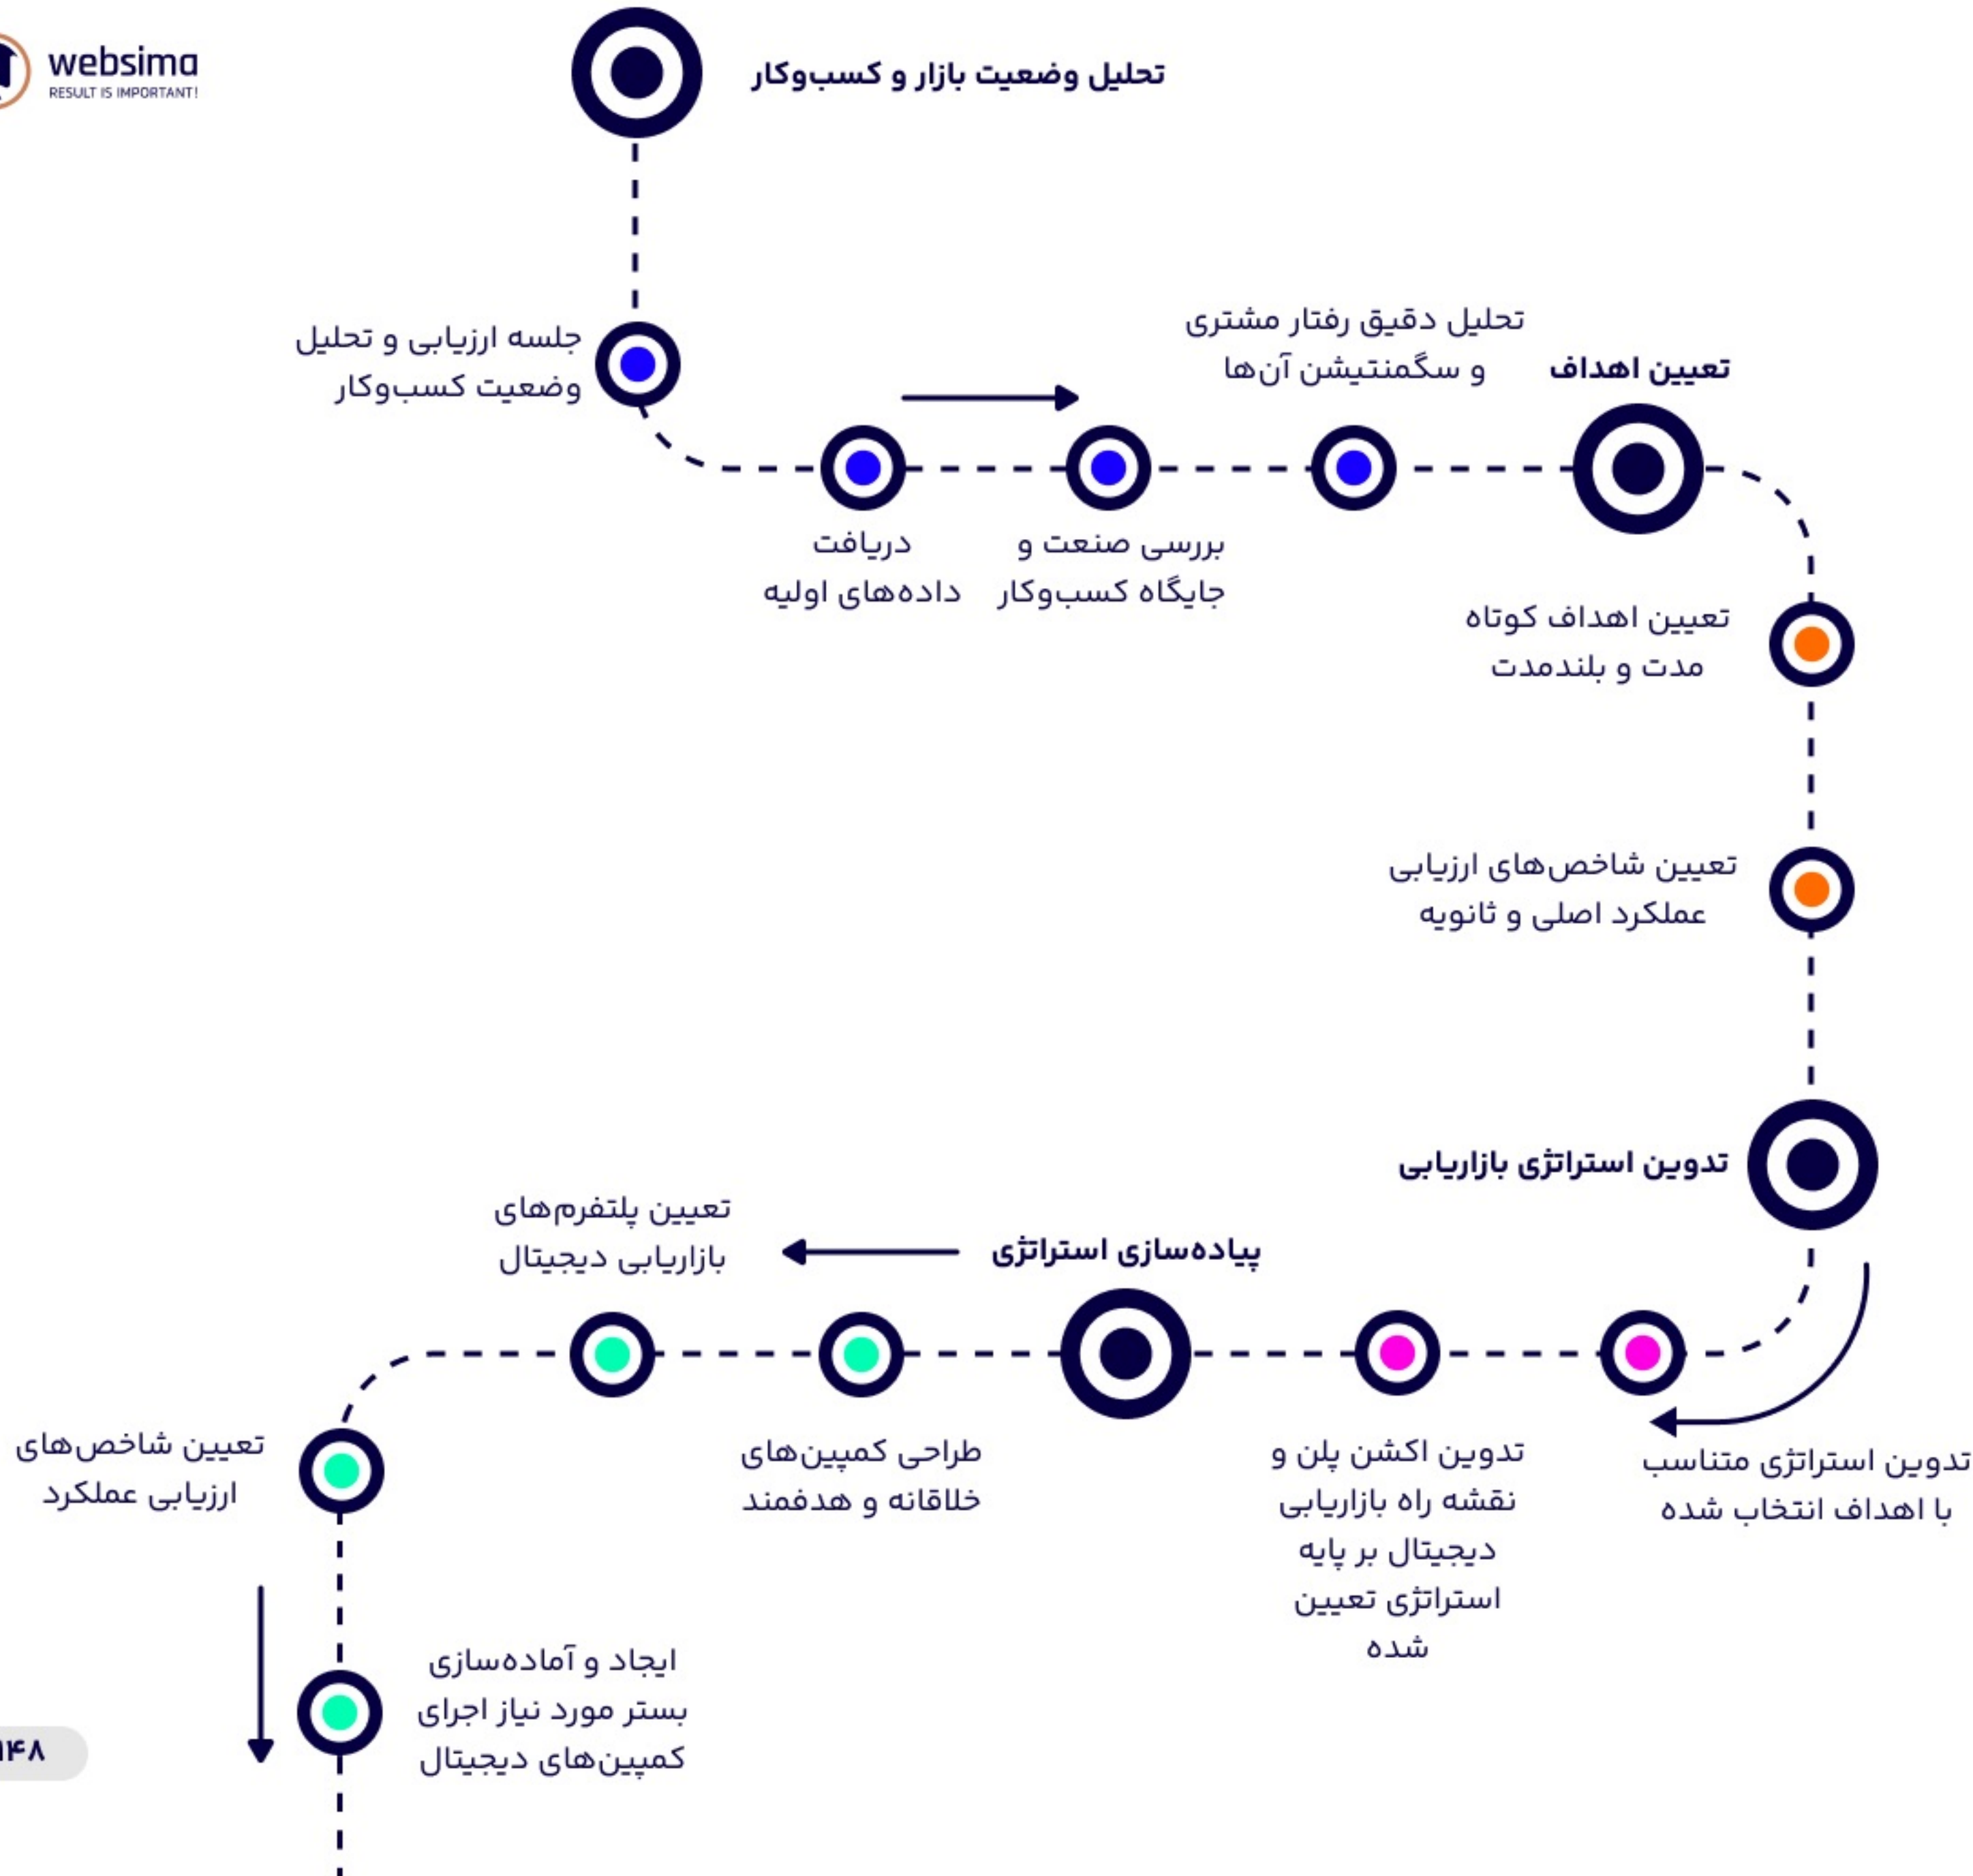 websima
RESULT IS IMPORTANT!
تحلیل وضعیت بازار و کسب‌وکار
جلسه ارزیابی و تحلیل
وضعیت کسب‌وکار
دریافت
داده‌های اولیه
بررسی صنعت و
جایگاه کسب‌وکار
تحلیل دقیق رفتار مشتری
و سگمنتیشن آن‌ها
تعیین اهداف
تعیین اهداف کوتاه
مدت و بلندمدت
تعیین شاخص‌های ارزیابی
عملکرد اصلی و ثانویه
تدوین استراتژی بازاریابی
تدوین استراتژی متناسب
با اهداف انتخاب شده
تدوین اکشن پلن و
نقشه راه بازاریابی
دیجیتال بر پایه
استراتژی تعیین
شده
پیاده‌سازی استراتژی
طراحی کمپین‌های
خلاقانه و هدفمند
تعیین پلتفرم‌های
بازاریابی دیجیتال
تعیین شاخص‌های
ارزیابی عملکرد
ایجاد و آماده‌سازی
بستر مورد نیاز اجرای
کمپین‌های دیجیتال